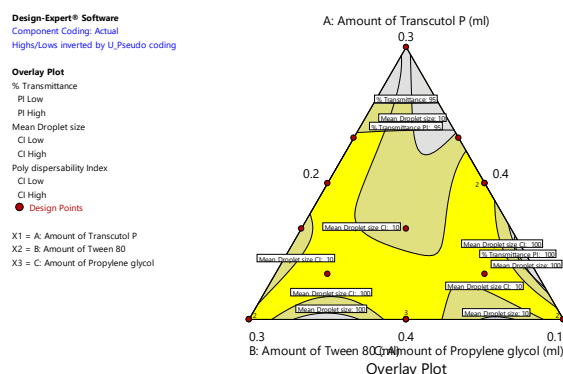 Design-Expert® Software
Component Coding: Actual
Highs/Lows inverted by U_Pseudo coding
Overlay Plot
% Transmittance
PI Low
PI High
Mean Droplet size
CI Low
CI High
Poly dispersability Index
CI Low
CI High
Design Points
X1 = A: Amount of Transcutol P
X2 = B: Amount of Tween 80
X3 = C: Amount of Propylene glycol
A: Amount of Transcutol P (ml)
0.3
% Transmittance: 95
Mean Droplet size: 10
% Transmittance PI: 95
0.2
2
0.4
Mean Droplet size CI: 10
Mean Droplet size CI: 100
% Transmittance PI: 100
Mean Droplet size: 100
Mean Droplet size CI: 10
Mean Droplet size CI: 100
Mean Droplet size CI: 10
Mean Droplet size: 100
Mean Droplet size: 10
2
3
2
0.3
0.4
0.1
B: Amount of Tween 80 (ml)
C: Amount of Propylene glycol (ml)
Overlay Plot